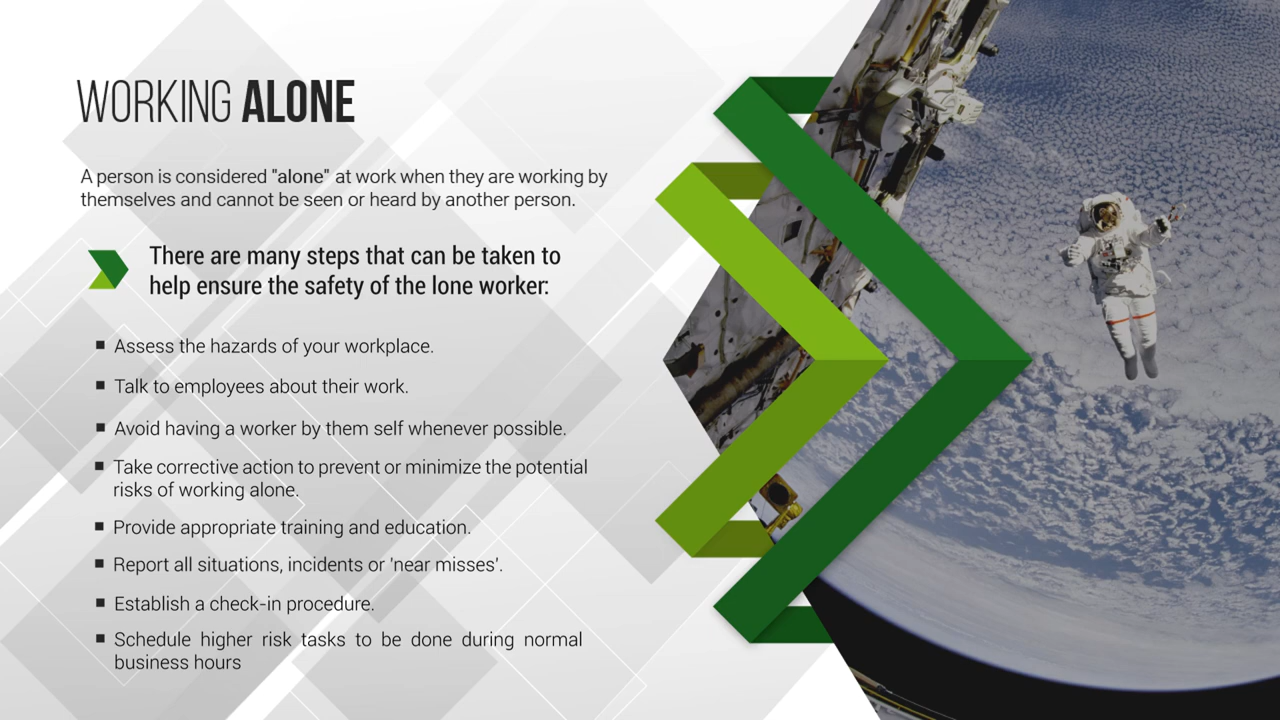 WORKING ALONE
A person is considered "alone" at work when they are working by
themselves and cannot be seen or heard by another person.
There are many steps that can be taken to
help ensure the safety of the lone worker:
Assess the hazards of your workplace.
Talk to employees about their work.
Avoid having a worker by them self whenever possible.
Take corrective action to prevent or minimize the potential
risks of working alone.
Provide appropriate training and education.
Report all situations, incidents or 'near misses'.
Establish a check-in procedure.
Schedule higher risk tasks to be done during normal
business hours